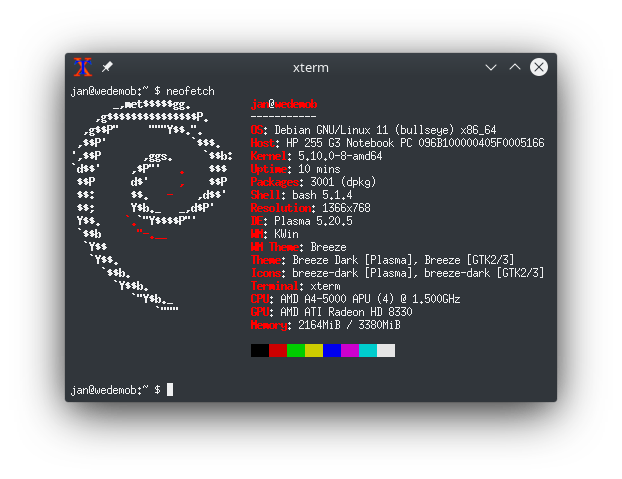 xterm
jan@wedemob:~ $ neofetch
jan@wedemob
-----------
OS: Debian GNU/Linux 11 (bullseye) x86_64
Host: HP 255 G3 Notebook PC 096B100000405F0005166
Kernel: 5.10.0-8-amd64
Uptime: 10 mins
Packages: 3001 (dpkg)
Shell: bash 5.1.4
Resolution: 1366x768
DE: Plasma 5.20.5
WM: KWin
WM Theme: Breeze
Theme: Breeze Dark [Plasma], Breeze [GTK2/3]
Icons: breeze-dark [Plasma], breeze-dark [GTK2/3]
Terminal: xterm
CPU: AMD A4-5000 APU (4) @ 1.500GHz
GPU: AMD ATI Radeon HD 8330
Memory: 2164MiB / 3380MiB
jan@wedemob:~ $